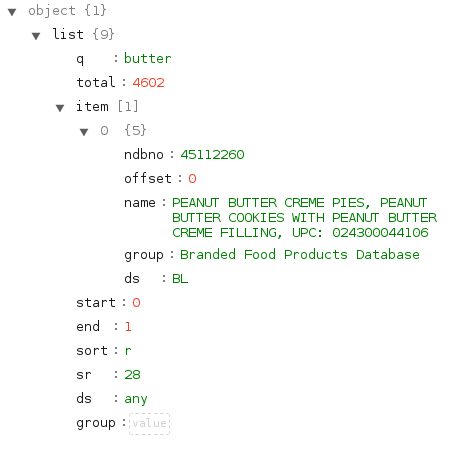 object {1}
list {9}
q : butter
total : 4602
item [1]
0 {5}
ndbno : 45112260
offset : 0
name : PEANUT BUTTER CREME PIES, PEANUT
BUTTER COOKIES WITH PEANUT BUTTER
CREME FILLING, UPC: 024300044106
group : Branded Food Products Database
ds : BL
start : 0
end : 1
sort : r
sr : 28
ds : any
group : value